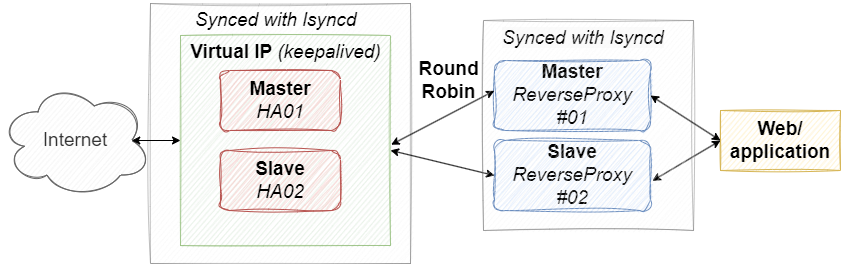 Synced with lsyncd
Virtual IP (keepalived)
Master
HA01
Slave
HA02
Internet
Round
Robin
Synced with lsyncd
Master
ReverseProxy
#01
Slave
ReverseProxy
#02
Web/
application